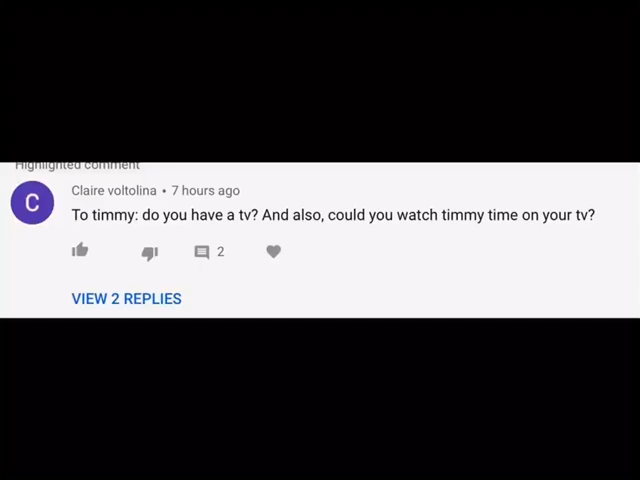 Highlighted comment
C
Claire voltolina • 7 hours ago
To timmy: do you have a tv? And also, could you watch timmy time on your tv?
2
VIEW 2 REPLIES